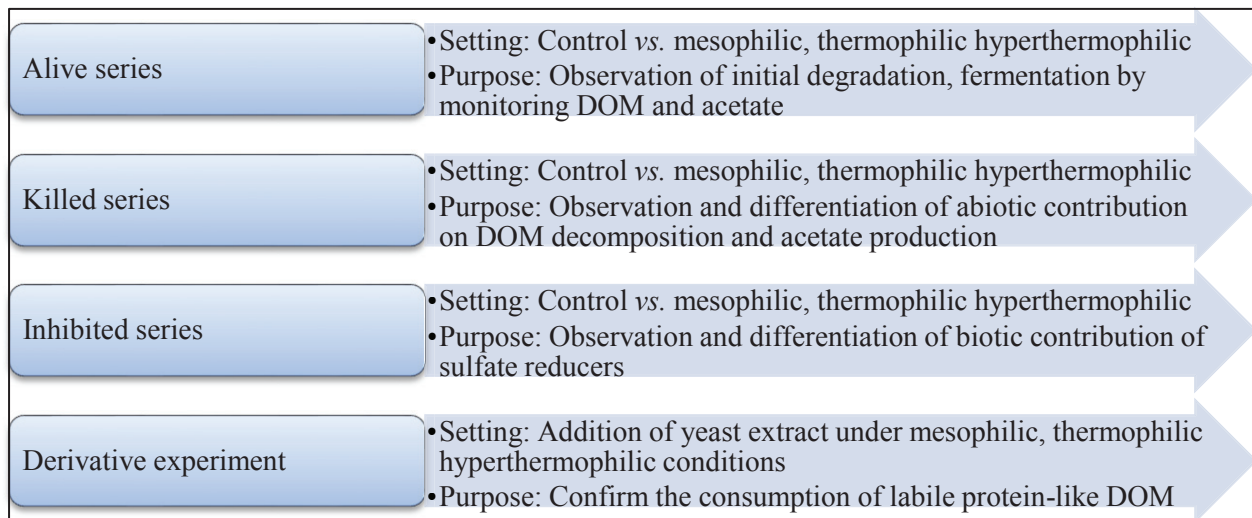 Alive series
•Setting: Control vs. mesophilic, thermophilic hyperthermophilic
•Purpose: Observation of initial degradation, fermentation by
monitoring DOM and acetate
Killed series
•Setting: Control vs. mesophilic, thermophilic hyperthermophilic
•Purpose: Observation and differentiation of abiotic contribution
on DOM decomposition and acetate production
Inhibited series
•Setting: Control vs. mesophilic, thermophilic hyperthermophilic
•Purpose: Observation and differentiation of biotic contribution of
sulfate reducers
Derivative experiment
•Setting: Addition of yeast extract under mesophilic, thermophilic
hyperthermophilic conditions
•Purpose: Confirm the consumption of labile protein-like DOM